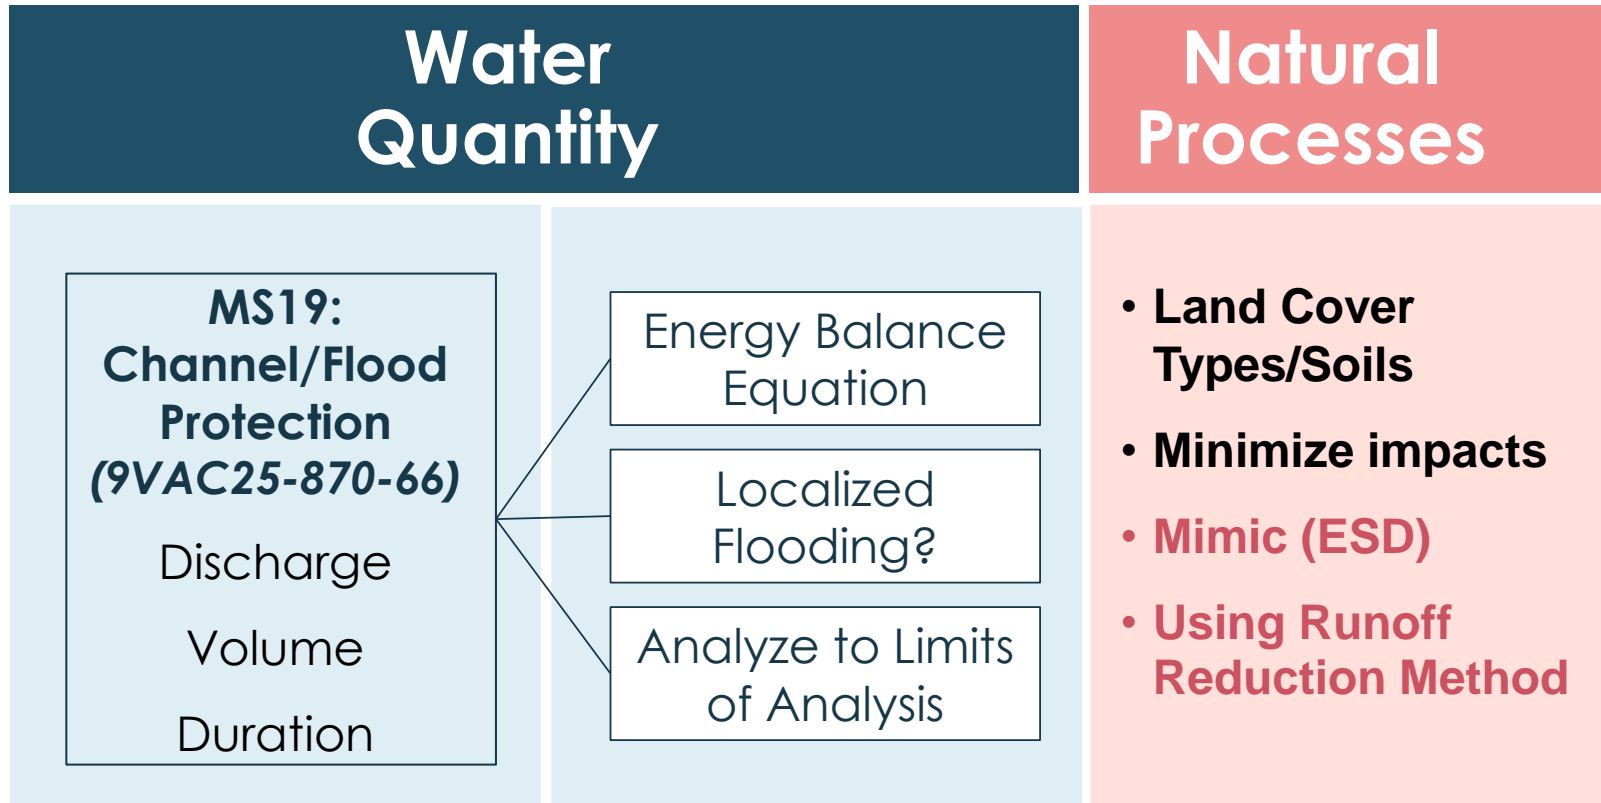 Water
Quantity
Natural
Processes
MS19:
Channel/Flood
Protection
(9VAC25-870-66)
Discharge
Volume
Duration
Energy Balance
Equation
Localized
Flooding?
Analyze to Limits
of Analysis
• Land Cover
Types/Soils
• Minimize impacts
• Mimic (ESD)
• Using Runoff
Reduction Method